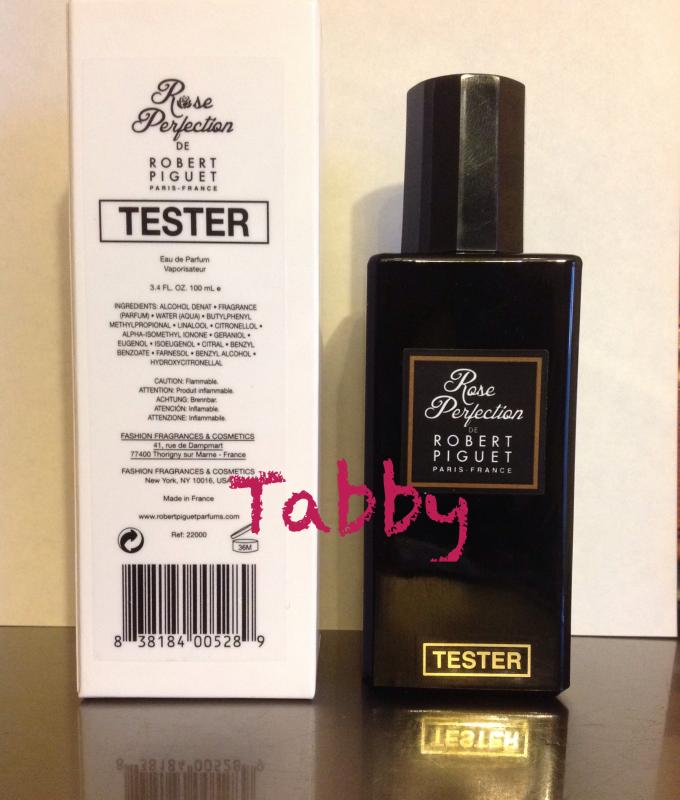 Rose
Perfection
DE
ROBERT
PIGUET
PARIS-FRANCE
TESTER
Eau de Parfum
Vaporisateur
3.4 FL. OZ. 100 mL e
INGREDIENTS: ALCOHOL DENAT • FRAGRANCE
(PARFUM) • WATER (AQUA) • BUTYLPHENYL
METHYLPROPIONAL • LINALOOL • CITRONELLOL •
ALPHA-ISOMETHYL IONONE • GERANIOL •
EUGENOL • ISOEUGENOL • CITRAL • BENZYL
BENZOATE • FARNESOL • BENZYL ALCOHOL •
HYDROXYCITRONELLAL
CAUTION: Flammable.
ATTENTION: Produit inflammable.
ACHTUNG: Brennbar.
ATENCIÓN: Inflamable.
ATTENZIONE: Infiammabile.
FASHION FRAGRANCES & COSMETICS
41, rue de Dampmart
77400 Thorigny sur Marne - France
FASHION FRAGRANCES & COSMETICS
New York, NY 10016, USA
Made in France
www.robertpiguetparfums.com
Ref: 22000
36M
8 38184 00528 9
Rose
Perfection
DE
ROBERT
PIGUET
PARIS-FRANCE
TESTER
Tabby